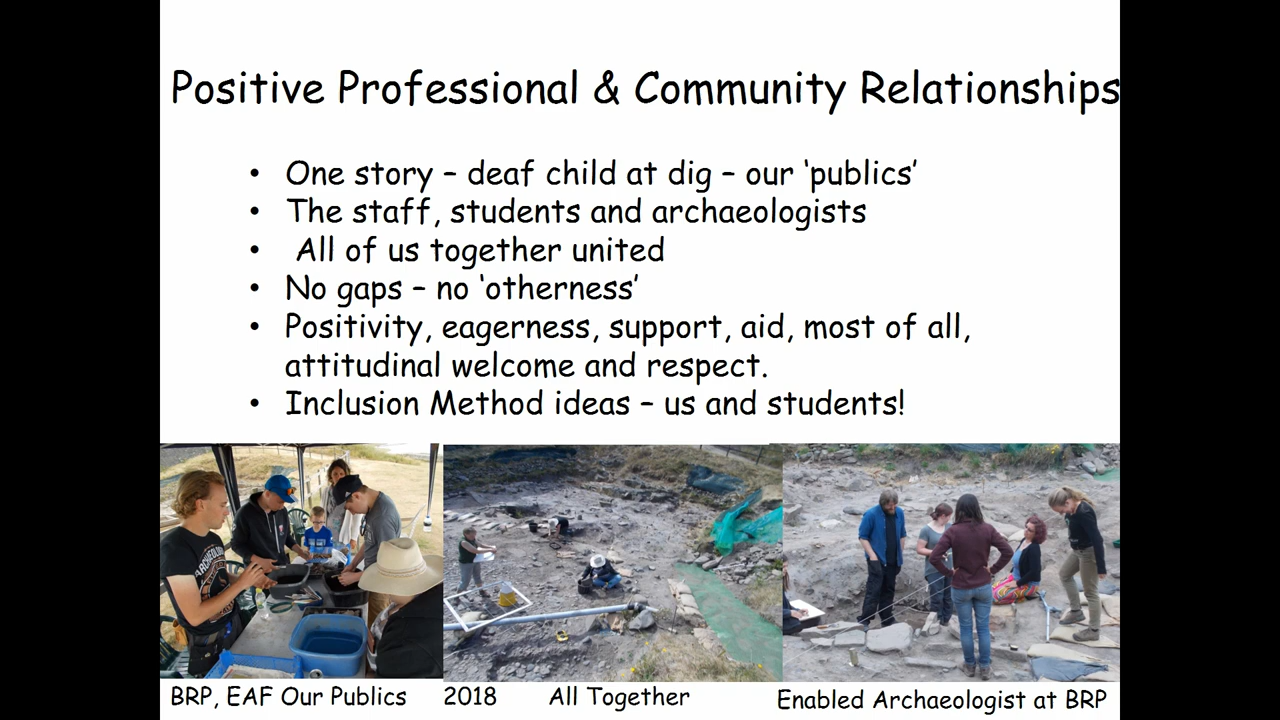 Positive Professional & Community Relationships
• One story – deaf child at dig – our ‘publics’
• The staff, students and archaeologists
• All of us together united
• No gaps – no ‘otherness’
• Positivity, eagerness, support, aid, most of all,
attitudinal welcome and respect.
• Inclusion Method ideas – us and students!
ARCHAEOLOGY
BRP, EAF Our Publics 2018 All Together Enabled Archaeologist at BRP